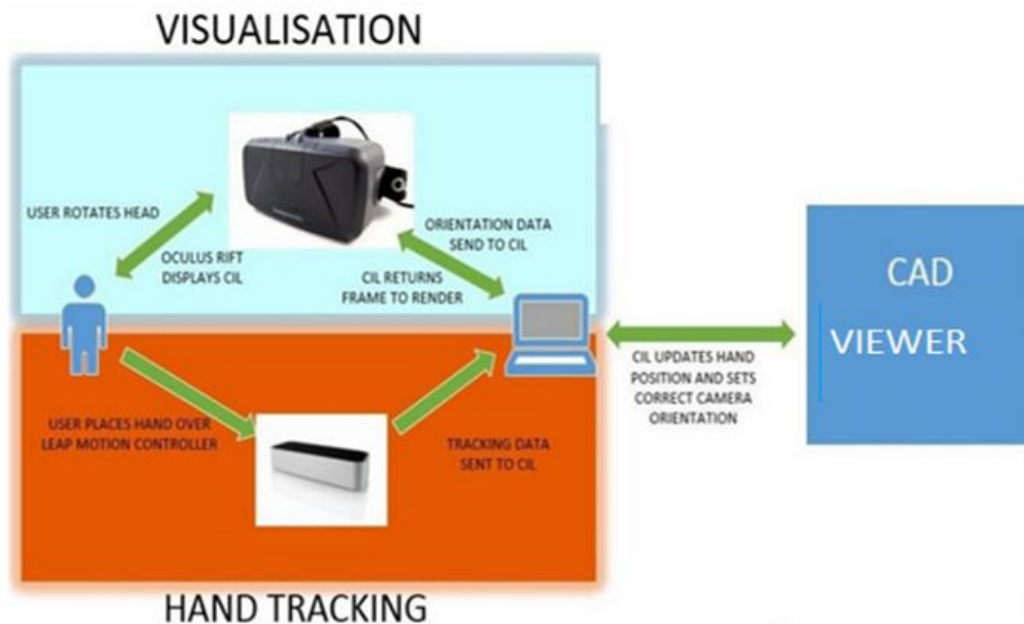 VISUALISATION
USER ROTATES HEAD
OCULUS RIFT
DISPLAYS CIL
ORIENTATION DATA
SEND TO CIL
CIL RETURNS
FRAME TO RENDER
CAD
VIEWER
CIL UPDATES HAND
POSITION AND SETS
CORRECT CAMERA
ORIENTATION
USER PLACES HAND OVER
LEAP MOTION CONTROLLER
TRACKING DATA
SENT TO CIL
HAND TRACKING